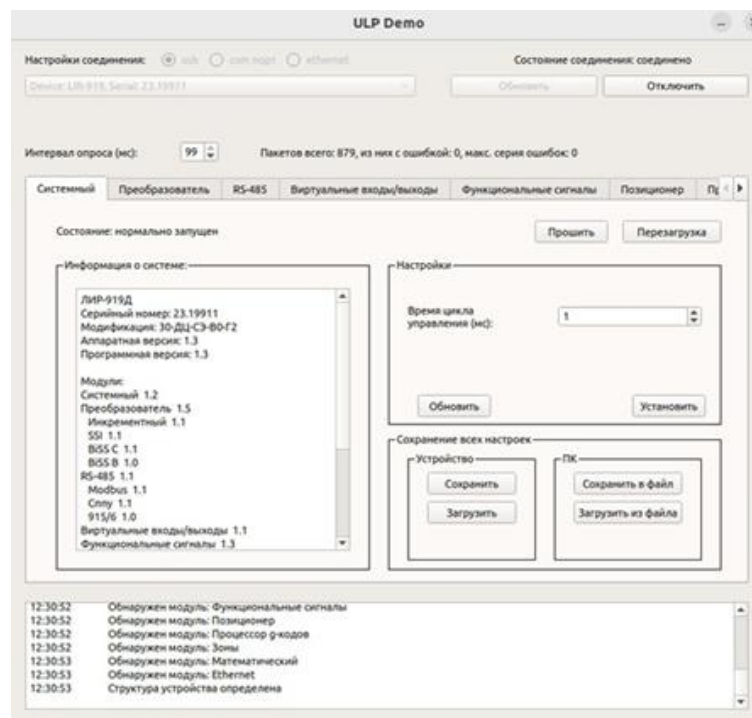 ULP Demo
Настройки соединения: usb com порт ethernet Состояние соединения: соединено
Device: LIR-919, Serial: 23.19911 Обновить Отключить
Интервал опроса (мс): 99 Пакетов всего: 879, из них с ошибкой: 0, макс. серия ошибок: 0
Системный Преобразователь RS-485 Виртуальные входы/выходы Функциональные сигналы Позиционер
Состояние: нормально запущен Прошить Перезагрузка
Информация о системе:
ЛИР-919Д
Серийный номер: 23.19911
Модификация: 30-ДЦ-СЭ-В0-Г2
Аппаратная версия: 1.3
Программная версия: 1.3
Модули:
Системный 1.2
Преобразователь 1.5
Инкрементный 1.1
SSI 1.1
BiSS C 1.1
BiSS B 1.0
RS-485 1.1
Modbus 1.1
Cnny 1.1
915/6 1.0
Виртуальные входы/выходы 1.1
Функциональные сигналы 1.3
Настройки
Время цикла
управления (мс): 1
Обновить Установить
Сохранение всех настроек
Устройство ПК
Сохранить Сохранить в файл
Загрузить Загрузить из файла
12:30:52 Обнаружен модуль: Функциональные сигналы
12:30:52 Обнаружен модуль: Позиционер
12:30:52 Обнаружен модуль: Процессор g-кодов
12:30:52 Обнаружен модуль: Зоны
12:30:53 Обнаружен модуль: Математический
12:30:53 Обнаружен модуль: Ethernet
12:30:53 Структура устройства определена